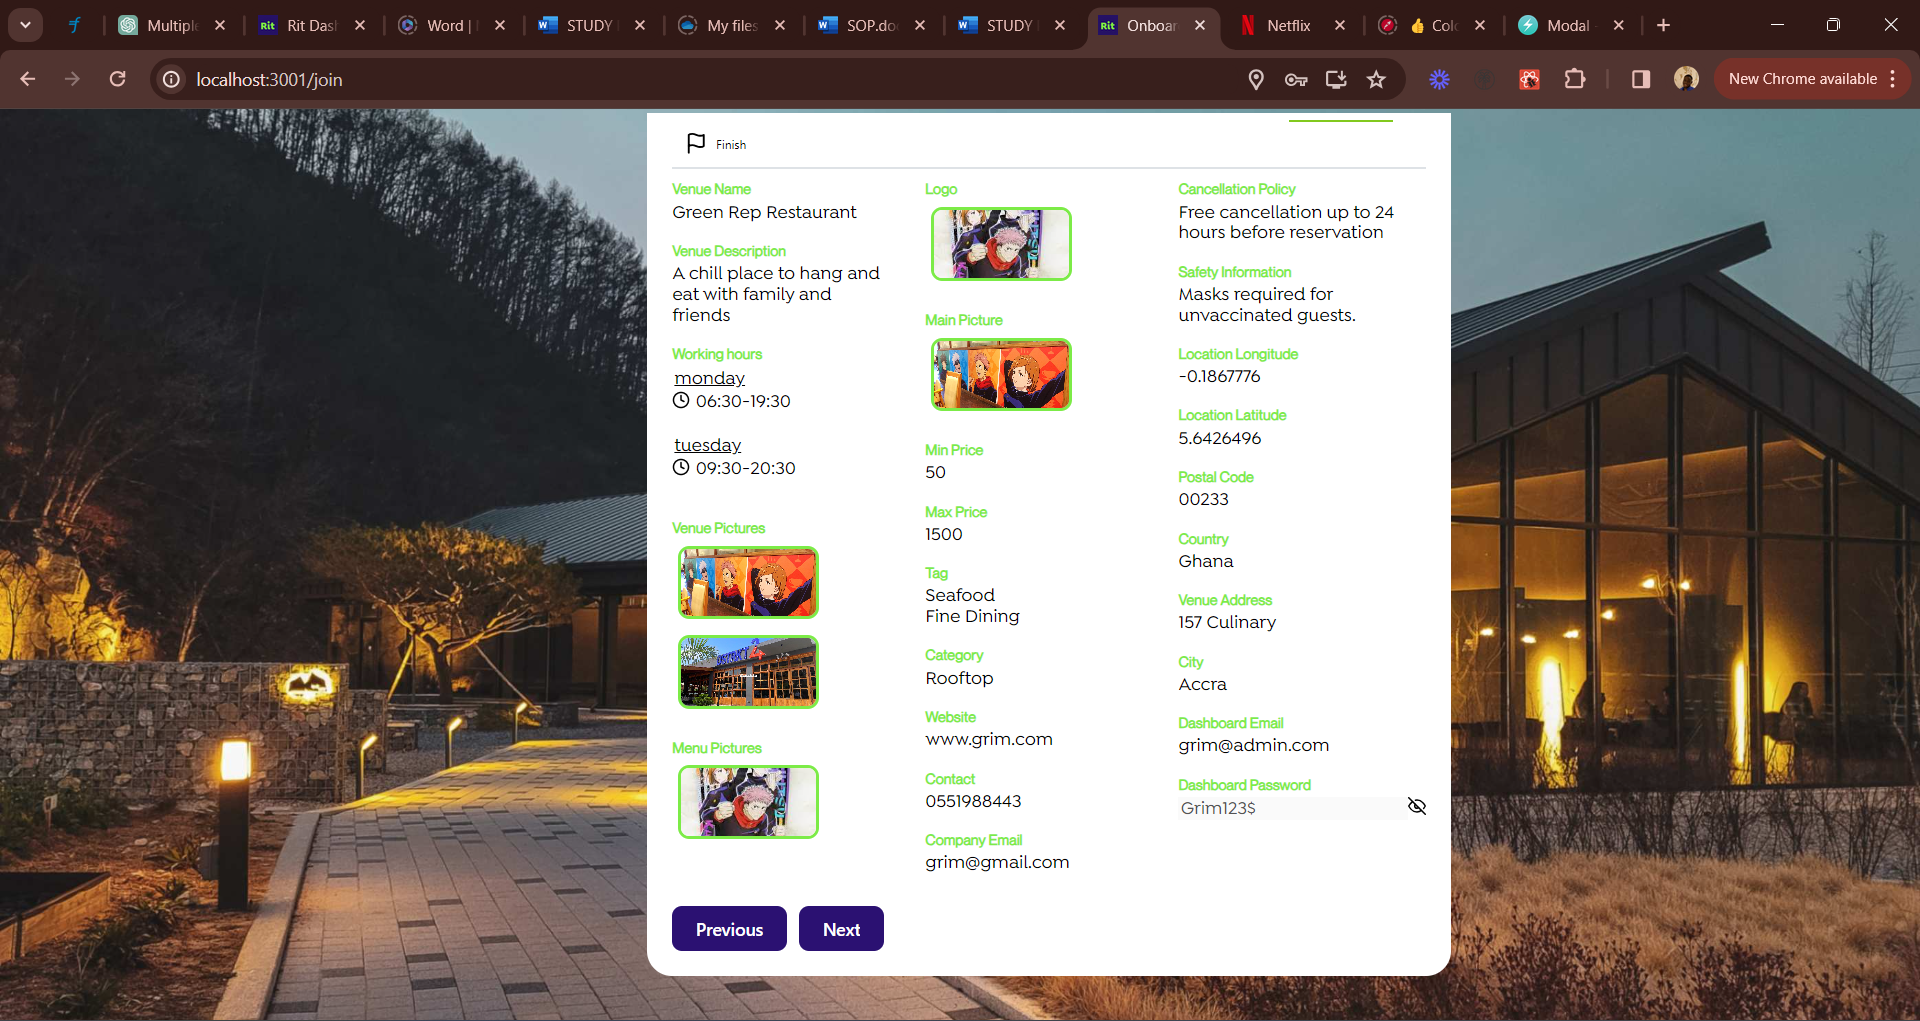 Multiple
Rit
Rit Dash
Word |
STUDY
My files
SOP.do
STUDY
Rit
Onboar
Netflix
Modal
localhost:3001/join
New Chrome available
Finish
Venue Name
Green Rep Restaurant
Venue Description
A chill place to hang and
eat with family and
friends
Working hours
monday
06:30-19:30
tuesday
09:30-20:30
Venue Pictures
Menu Pictures
Logo
Main Picture
Min Price
50
Max Price
1500
Tag
Seafood
Fine Dining
Category
Rooftop
Website
www.grim.com
Contact
0551988443
Company Email
grim@gmail.com
Cancellation Policy
Free cancellation up to 24
hours before reservation
Safety Information
Masks required for
unvaccinated guests.
Location Longitude
-0.1867776
Location Latitude
5.6426496
Postal Code
00233
Country
Ghana
Venue Address
157 Culinary
City
Accra
Dashboard Email
grim@admin.com
Dashboard Password
Grim123$
Previous
Next